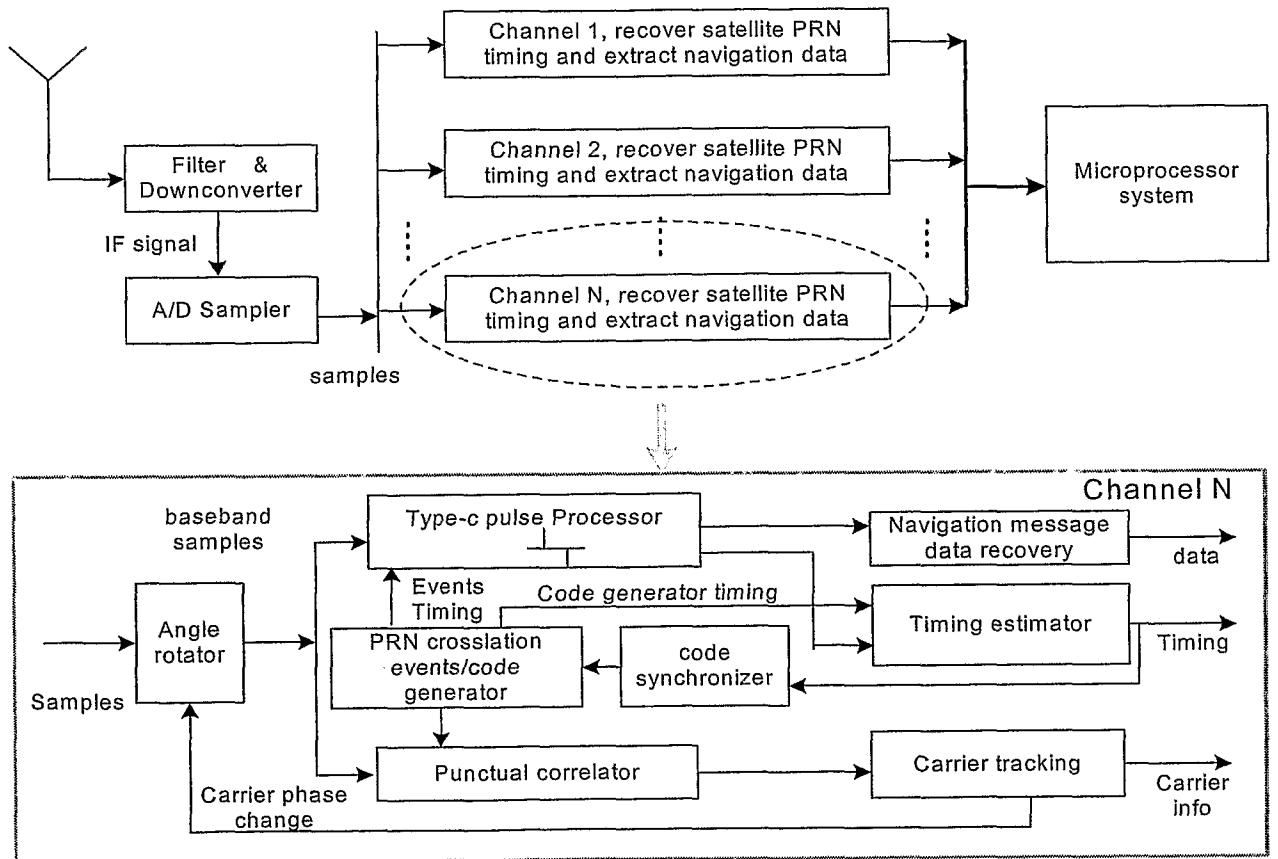 Channel 1, recover satellite PRN
timing and extract navigation data
Channel 2, recover satellite PRN
timing and extract navigation data
Filter &
Downconverter
Microprocessor
system
IF signal
A/D Sampler
Channel N, recover satellite PRN
timing and extract navigation data
samples
Channel N
baseband
samples
Type-c pulse Processor
Navigation message
data recovery
data
Events
Timing
Code generator timing
Angle
rotator
PRN crosslation
events/code
generator
code
synchronizer
Timing estimator
Timing
Samples
Punctual correlator
Carrier tracking
Carrier
info
Carrier phase
change